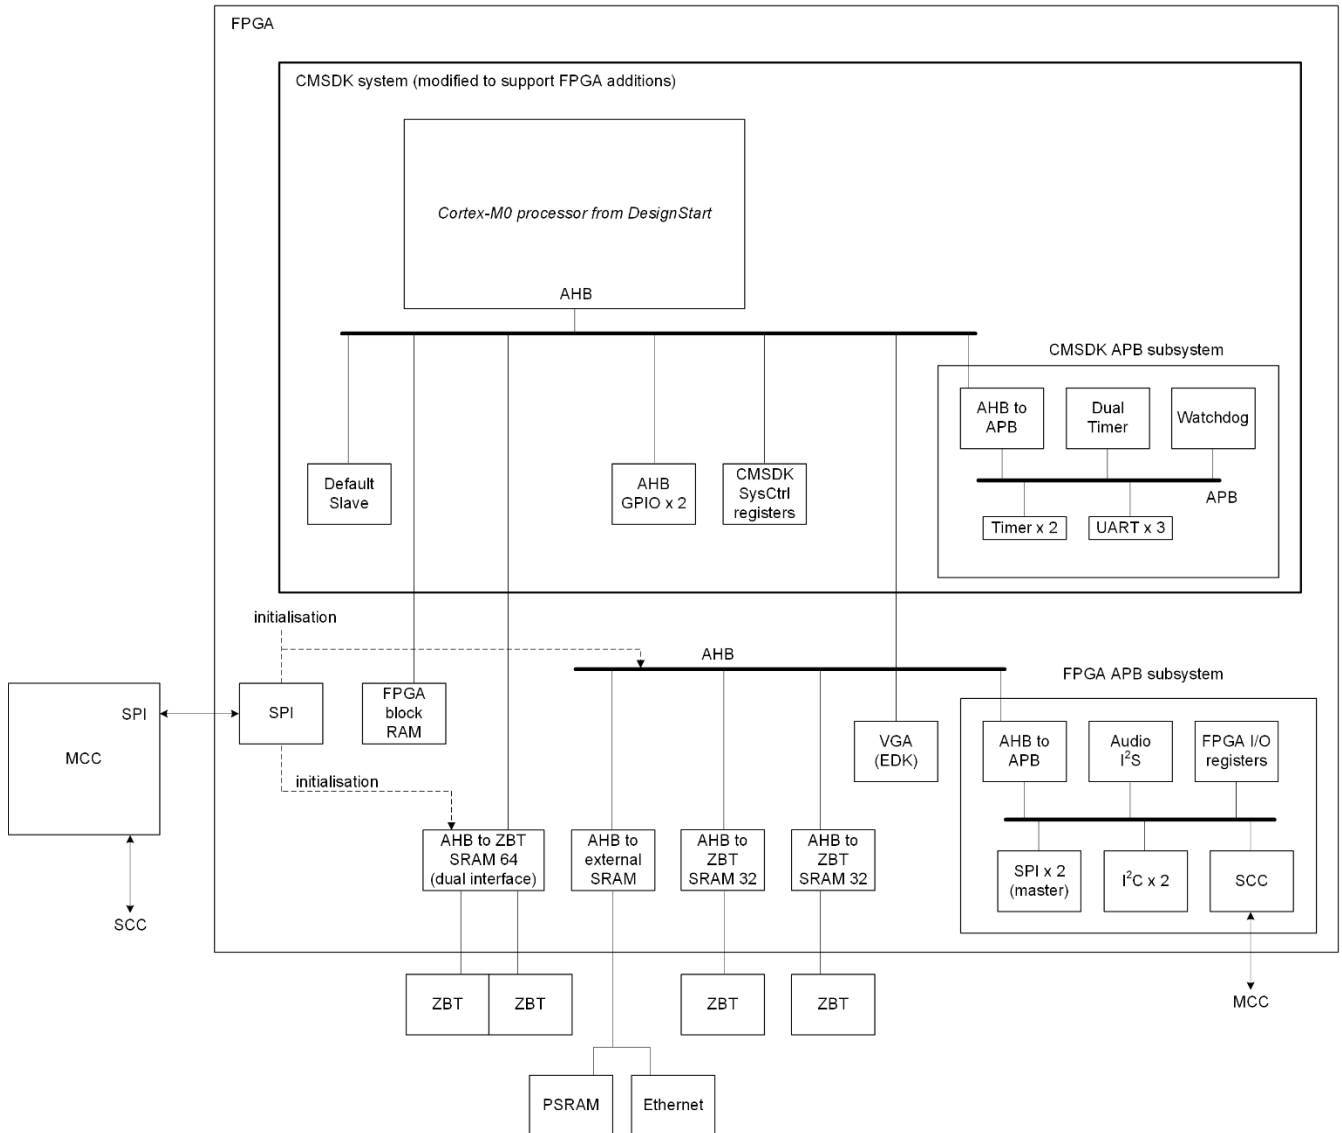 FPGA
CMSDK system (modified to support FPGA additions)
Cortex-M0 processor from DesignStart
AHB
CMSDK APB subsystem
AHB to
APB
Dual
Timer
Watchdog
APB
Timer x 2
UART x 3
Default
Slave
AHB
GPIO x 2
CMSDK
SysCtrl
registers
initialisation
AHB
FPGA APB subsystem
SPI
MCC
SPI
FPGA
block
RAM
VGA
(EDK)
AHB to
APB
Audio
I²S
FPGA I/O
registers
initialisation
AHB to ZBT
SRAM 64
(dual interface)
AHB to
external
SRAM
AHB to
ZBT
SRAM 32
AHB to
ZBT
SRAM 32
SPI x 2
(master)
I²C x 2
SCC
SCC
ZBT
ZBT
ZBT
ZBT
MCC
PSRAM
Ethernet